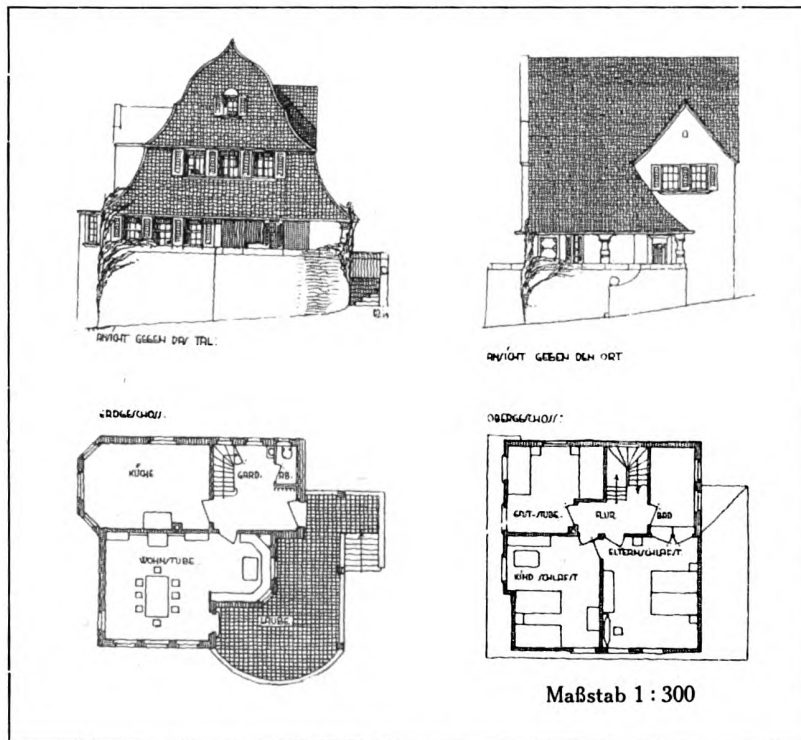 ANSICHT GEGEN DAS TAL:
ANSICHT GEGEN DEN ORT
ERDGESCHOSS:
OBERGESCHOSS:
KÜCHE
GARD.
AB.
WOHNSTUBE
LAUBE
GAST-STUBE.
FLUR
BAD
KIND SCHLAFST
ELTERNSCHLAFST.
Maßstab 1 : 300